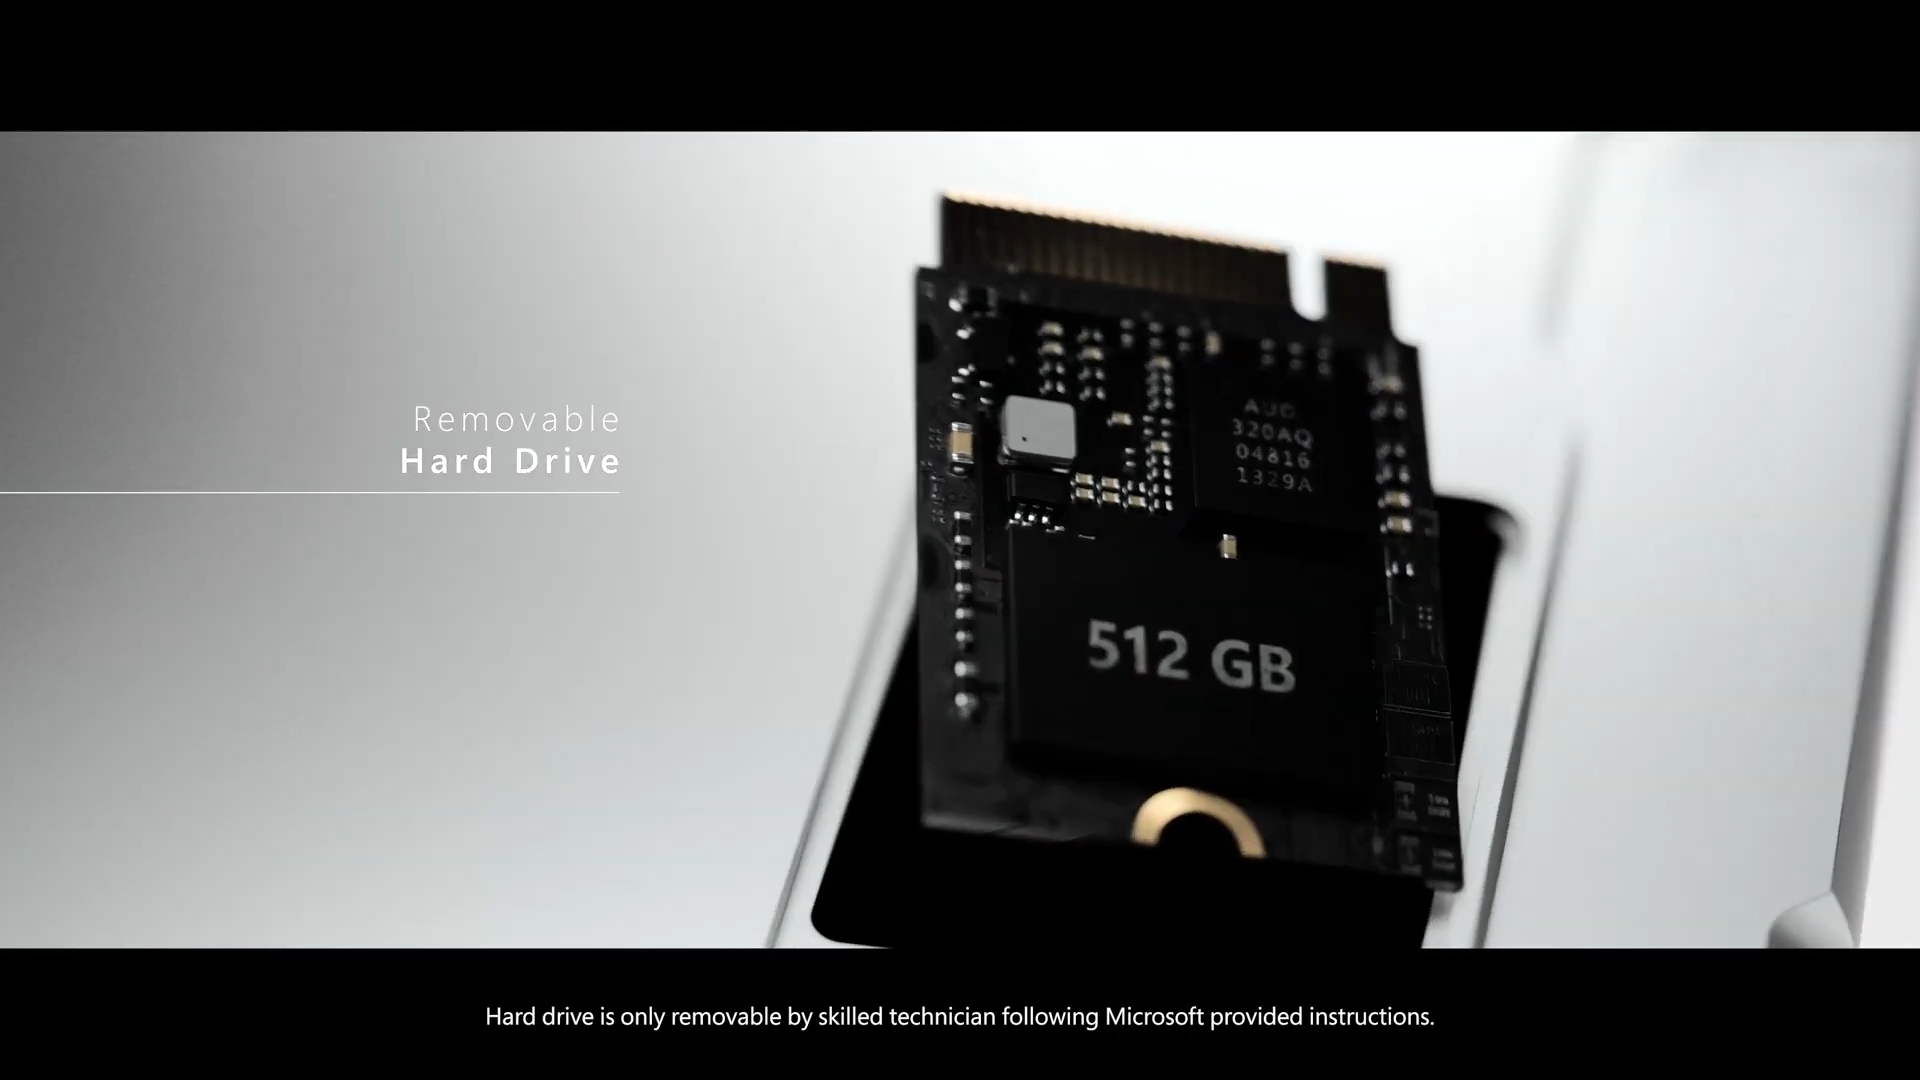 Removable
Hard Drive
AUO
320AQ
04816
1329A
512 GB
Hard drive is only removable by skilled technician following Microsoft provided instructions.